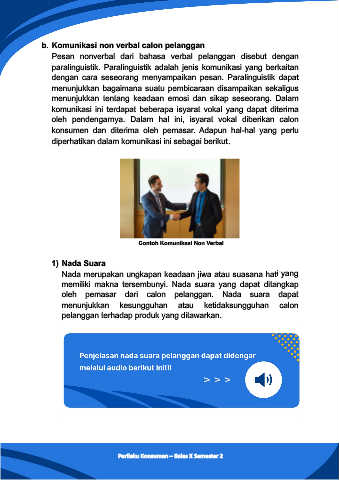 b. Komunikasi non verbal calon pelanggan
Pesan nonverbal dari bahasa verbal pelanggan disebut dengan
paralinguistik. Paralinguistik adalah jenis komunikasi yang berkaitan
dengan cara seseorang menyampaikan pesan. Paralinguistik dapat
menunjukkan bagaimana suatu pembicaraan disampaikan sekaligus
menunjukkan tentang keadaan emosi dan sikap seseorang. Dalam
komunikasi ini terdapat beberapa isyarat vokal yang dapat diterima
oleh pendengarnya. Dalam hal ini, isyarat vokal diberikan calon
konsumen dan diterima oleh pemasar. Adapun hal-hal yang perlu
diperhatikan dalam komunikasi ini sebagai berikut.
Contoh Komunikasi Non Verbal
1) Nada Suara
Nada merupakan ungkapan keadaan jiwa atau suasana hati yang
memiliki makna tersembunyi. Nada suara yang dapat ditangkap
oleh pemasar dari calon pelanggan. Nada suara dapat
menunjukkan kesungguhan atau ketidaksungguhan calon
pelanggan terhadap produk yang dilawarkan.
Penjelasan nada suara pelanggan dapat didengar
melalui audio berikut ini!!!
> > >
Perilaku Konsumen – Kelas X Semester 2